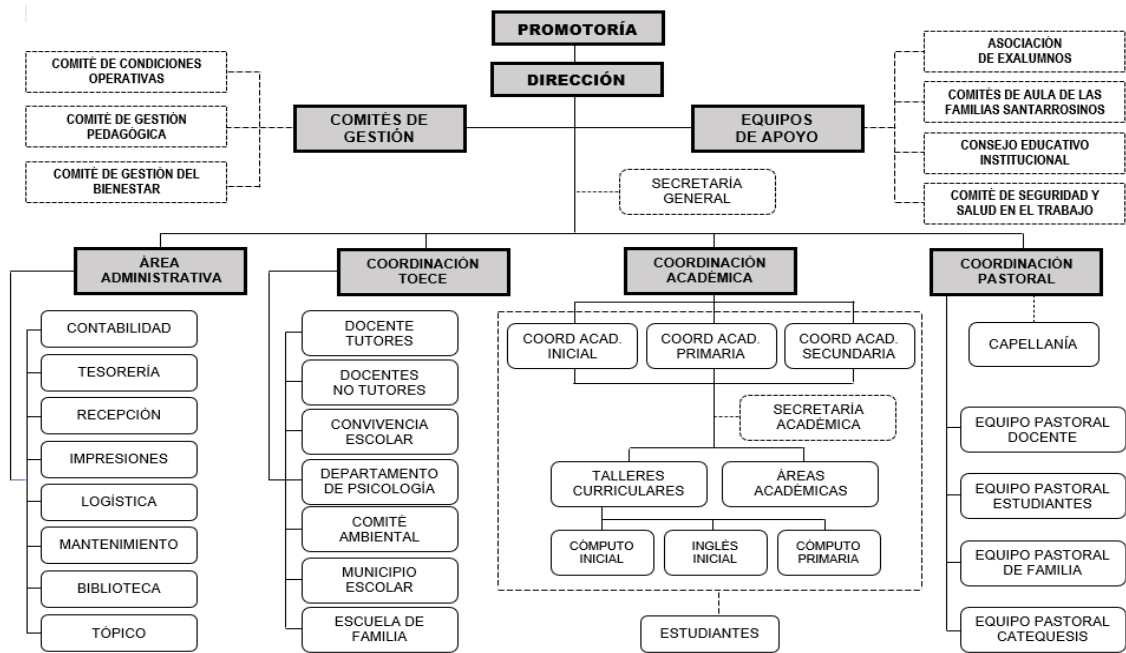 PROMOTORÍA
DIRECCIÓN
COMITÉ DE CONDICIONES
OPERATIVAS
COMITÉ DE GESTIÓN
PEDAGÓGICA
COMITÉ DE GESTIÓN DEL
BIENESTAR
COMITÉS DE
GESTIÓN
EQUIPOS
DE APOYO
ASOCIACIÓN
DE EXALUMNOS
COMITÉS DE AULA DE LAS
FAMILIAS SANTARROSINOS
CONSEJO EDUCATIVO
INSTITUCIONAL
COMITÉ DE SEGURIDAD Y
SALUD EN EL TRABAJO
SECRETARÍA
GENERAL
ÁREA
ADMINISTRATIVA
CONTABILIDAD
TESORERÍA
RECEPCIÓN
IMPRESIONES
LOGÍSTICA
MANTENIMIENTO
BIBLIOTECA
TÓPICO
COORDINACIÓN
TOECE
DOCENTE
TUTORES
DOCENTES
NO TUTORES
CONVIVENCIA
ESCOLAR
DEPARTAMENTO
DE PSICOLOGÍA
COMITÉ
AMBIENTAL
MUNICIPIO
ESCOLAR
ESCUELA DE
FAMILIA
COORDINACIÓN
ACADÉMICA
COORD ACAD.
INICIAL
COORD ACAD.
PRIMARIA
COORD ACAD.
SECUNDARIA
SECRETARÍA
ACADÉMICA
TALLERES
CURRICULARES
ÁREAS
ACADÉMICAS
CÓMPUTO
INICIAL
INGLÉS
INICIAL
CÓMPUTO
PRIMARIA
ESTUDIANTES
COORDINACIÓN
PASTORAL
CAPELLANÍA
EQUIPO PASTORAL
DOCENTE
EQUIPO PASTORAL
ESTUDIANTES
EQUIPO PASTORAL
DE FAMILIA
EQUIPO PASTORAL
CATEQUESIS